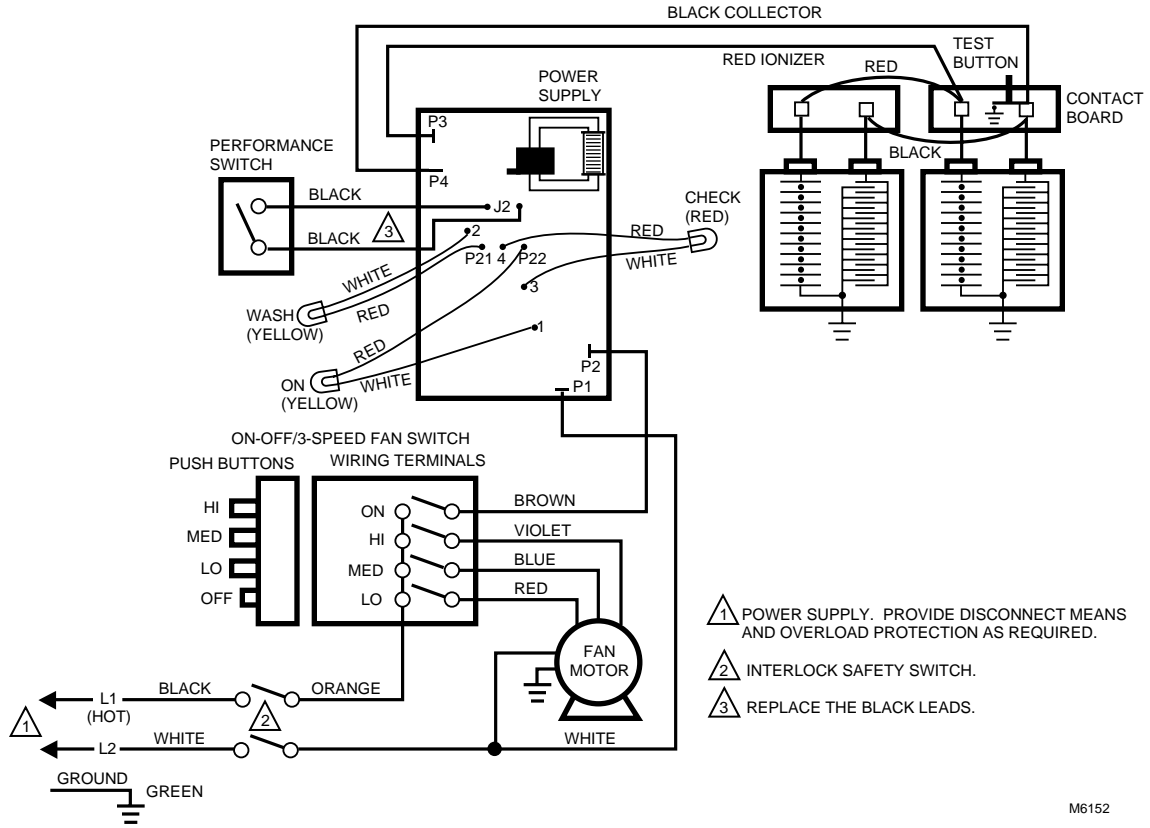 BLACK COLLECTOR
RED IONIZER
RED
TEST
BUTTON
CONTACT
BOARD
BLACK
POWER
SUPPLY
P3
P4
PERFORMANCE
SWITCH
BLACK
BLACK
3
J2
2
P21
4
P22
3
1
P2
P1
CHECK
(RED)
RED
WHITE
WHITE
RED
WASH
(YELLOW)
RED
WHITE
ON
(YELLOW)
ON-OFF/3-SPEED FAN SWITCH
PUSH BUTTONS
WIRING TERMINALS
HI
MED
LO
OFF
ON
HI
MED
LO
BROWN
VIOLET
BLUE
RED
FAN
MOTOR
1
L1
(HOT)
BLACK
ORANGE
2
L2
WHITE
WHITE
GROUND
GREEN
1 POWER SUPPLY. PROVIDE DISCONNECT MEANS
AND OVERLOAD PROTECTION AS REQUIRED.
2 INTERLOCK SAFETY SWITCH.
3 REPLACE THE BLACK LEADS.
M6152